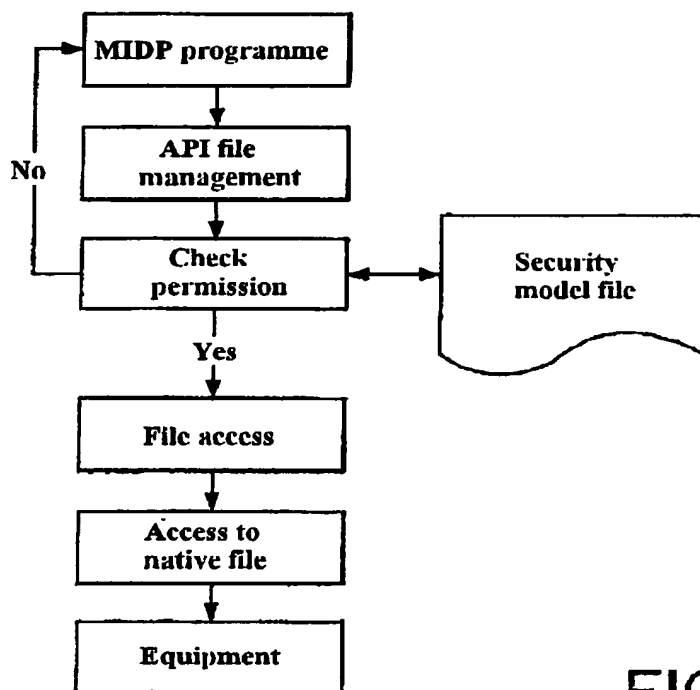 MIDP programme
API file
management
No
Check
permission
Security
model file
Yes
File access
Access to
native file
Equipment
FIG